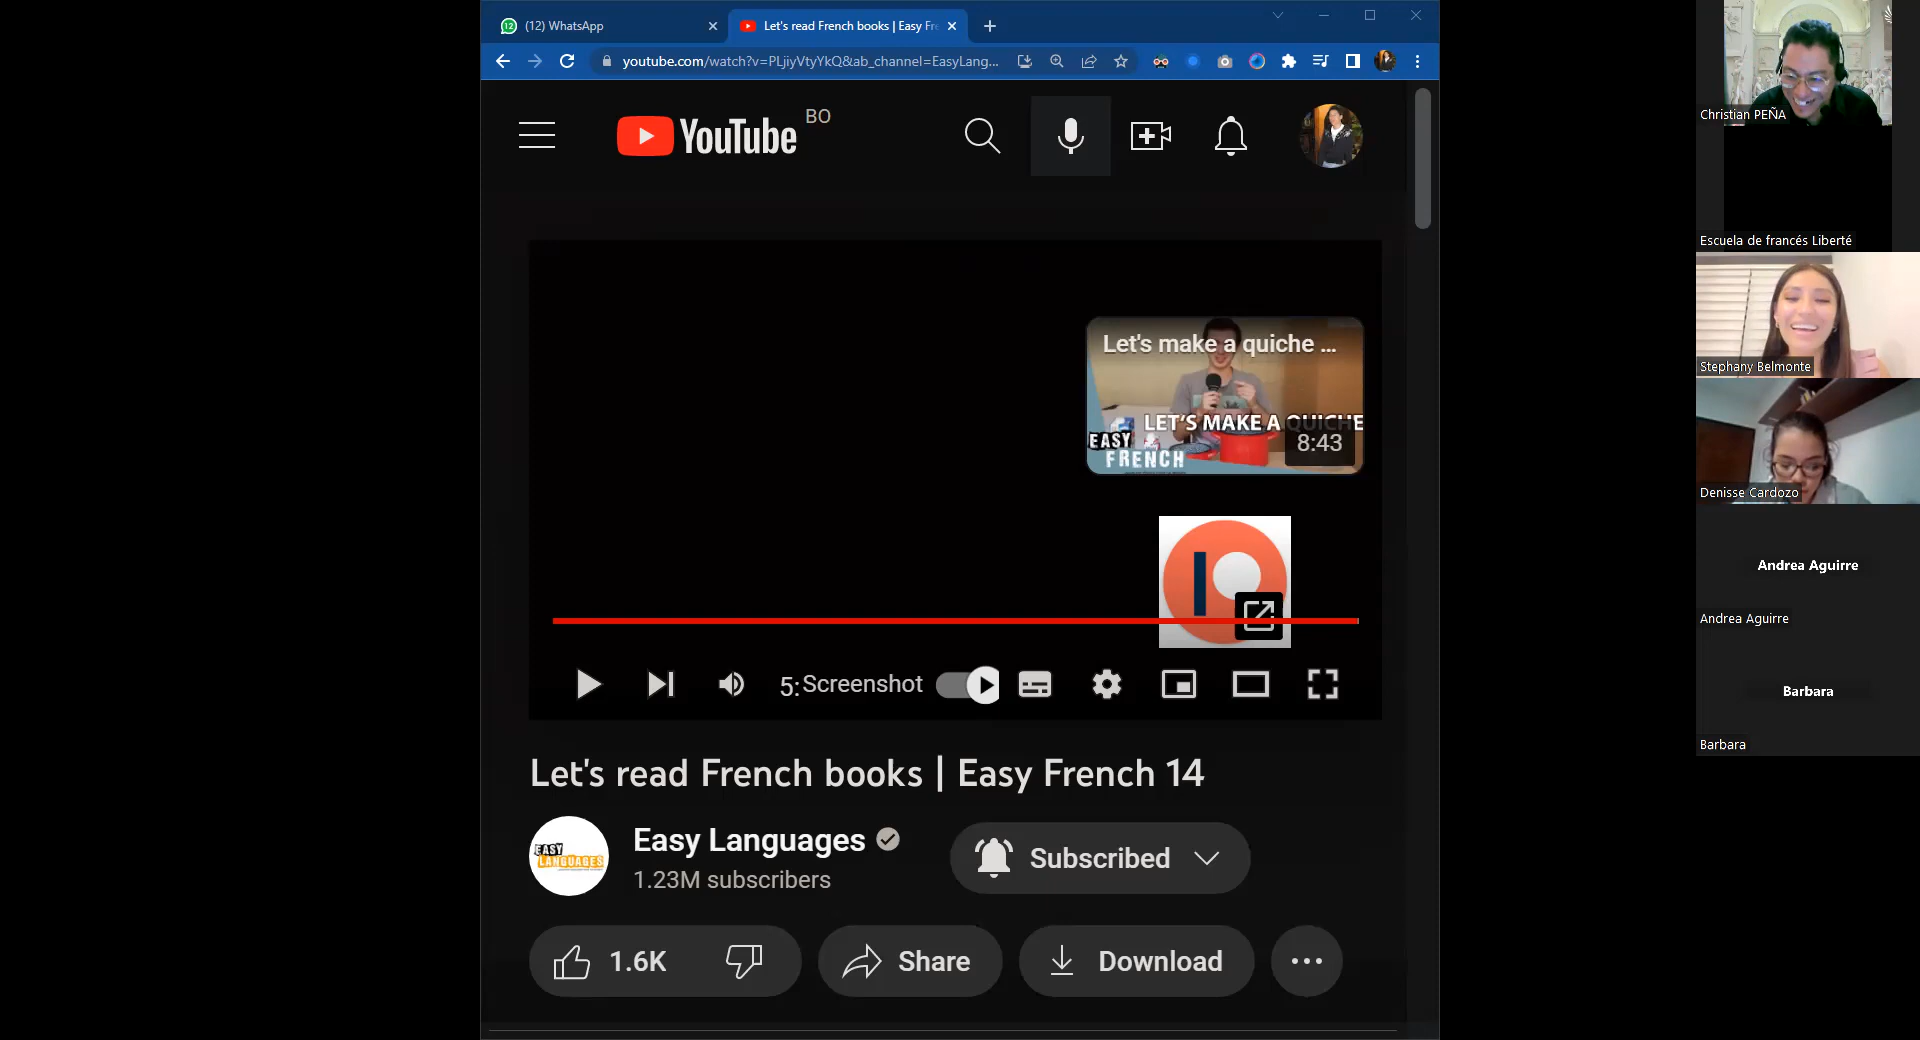 (12) WhatsApp
Let's read French books | Easy Fr
youtube.com/watch?v=PLjiyVtyYkQ&ab_channel=EasyLang...
YouTube
BO
Let's make a quiche ...
LET'S MAKE A QUICHE
EASY
FRENCH
8:43
5:
Screenshot
Let's read French books | Easy French 14
EASY
LANGUAGES
Easy Languages
1.23M subscribers
Subscribed
1.6K
Share
Download
Christian PEÑA
Escuela de francés Liberté
Stephany Belmonte
Denisse Cardozo
Andrea Aguirre
Andrea Aguirre
Barbara
Barbara